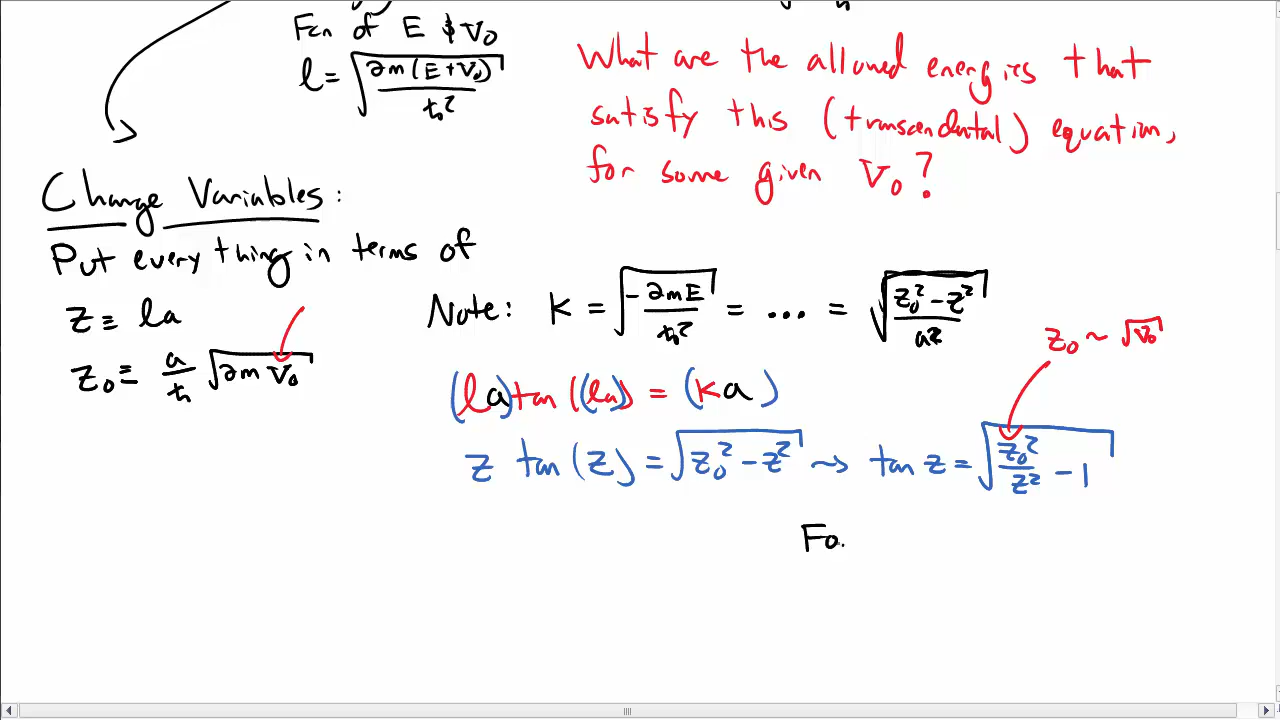 Fcn of E & V₀
l = √(2m(E+V₀)/ħ²)
What are the allowed energies that
satisfy this (transcendental) equation,
for some given V₀?
Change Variables:
Put everything in terms of
z ≡ la
z₀ ≡ a/ħ √(2mV₀)
Note: K = √(-2mE/ħ²) = ... = √((z₀²-z²)/a²)
z₀ ~ √V₀
(la)tan((la)) = (Ka)
z tan(z) = √(z₀²-z²) ⇝ tan z = √(z₀²/z² - 1)
Fo